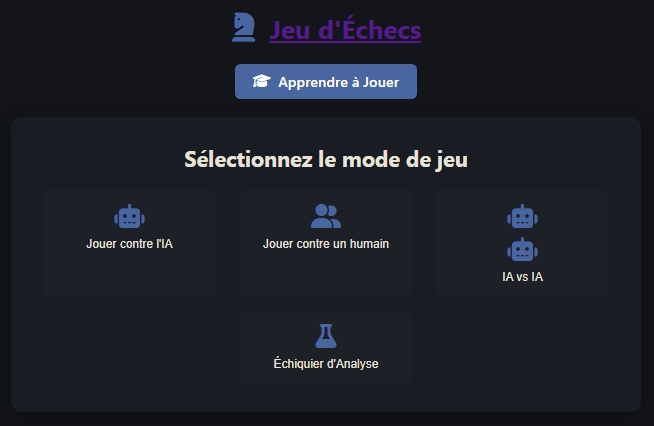 Jeu d'Échecs
Apprendre à Jouer
Sélectionnez le mode de jeu
Jouer contre l'IA
Jouer contre un humain
IA vs IA
Échiquier d'Analyse